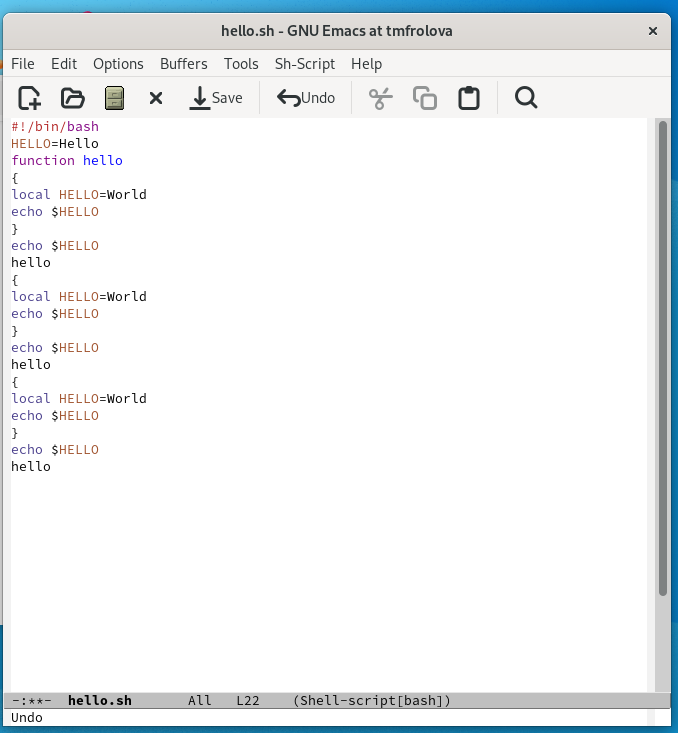 hello.sh - GNU Emacs at tmfrolova
File Edit Options Buffers Tools Sh-Script Help
Save Undo
#!/bin/bash
HELLO=Hello
function hello
{
local HELLO=World
echo $HELLO
}
echo $HELLO
hello
{
local HELLO=World
echo $HELLO
}
echo $HELLO
hello
{
local HELLO=World
echo $HELLO
}
echo $HELLO
hello
-:**- hello.sh All L22 (Shell-script[bash])
Undo